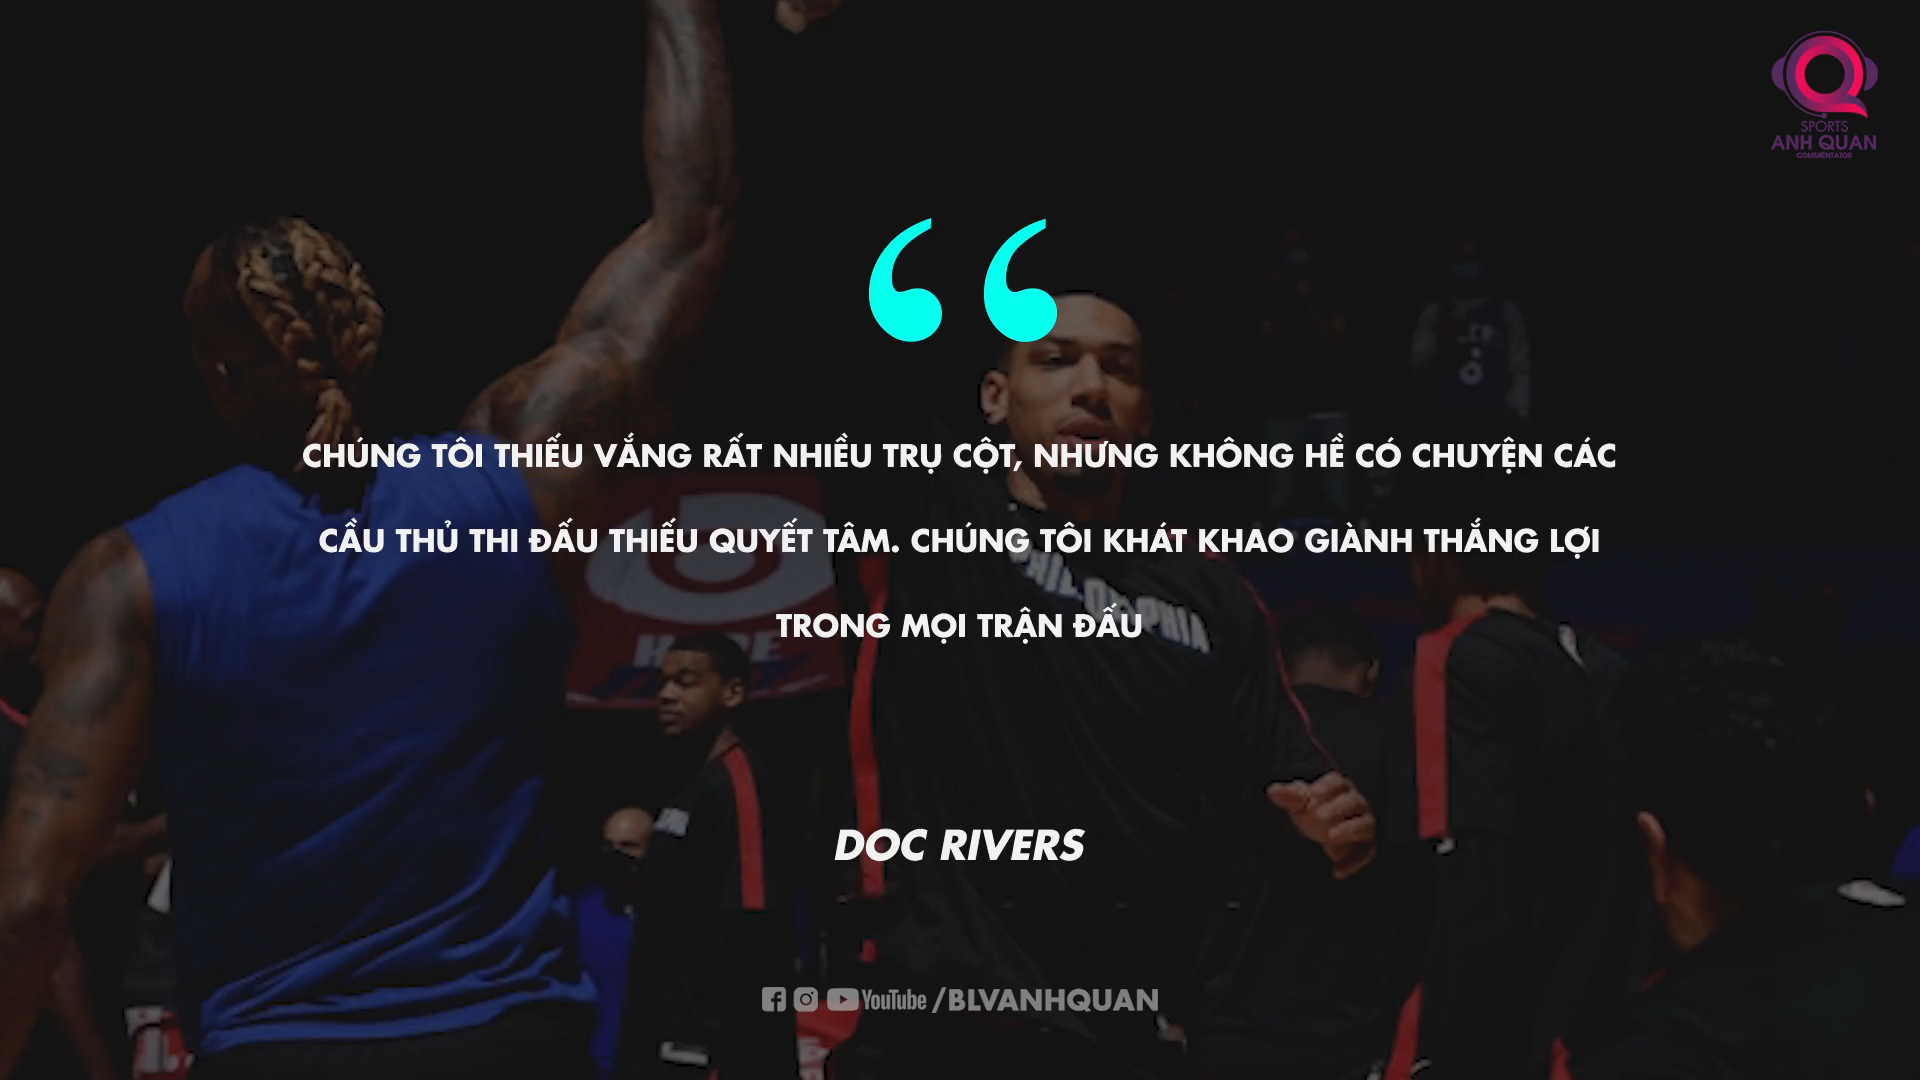 SPORTS
ANH QUAN
COMMENTATOR
CHÚNG TÔI THIẾU VẮNG RẤT NHIỀU TRỤ CỘT, NHƯNG KHÔNG HỀ CÓ CHUYỆN CÁC
CẦU THỦ THI ĐẤU THIẾU QUYẾT TÂM. CHÚNG TÔI KHÁT KHAO GIÀNH THẮNG LỢI
TRONG MỌI TRẬN ĐẤU
PHILADELPHIA
DOC RIVERS
YouTube /BLVANHQUAN